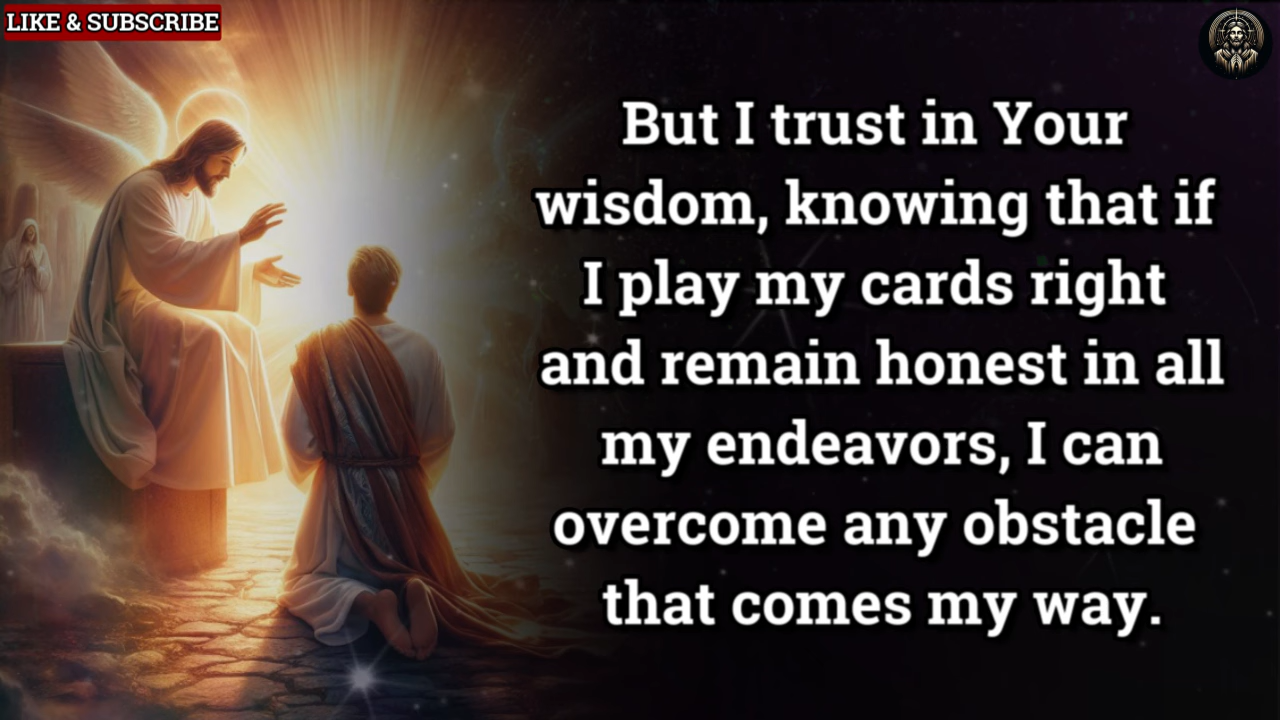 LIKE & SUBSCRIBE
But I trust in Your
wisdom, knowing that if
I play my cards right
and remain honest in all
my endeavors, I can
overcome any obstacle
that comes my way.